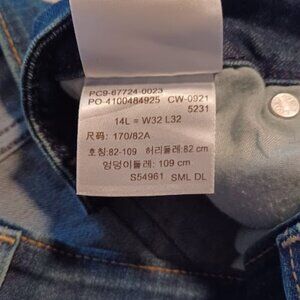 PC9-67724-0023
PO-4100484925 CW-0921
5231
14L = W32 L32
尺码: 170/82A
호칭:82-109 허리둘레: 82 cm
엉덩이둘레: 109 cm
S54961 SML DL